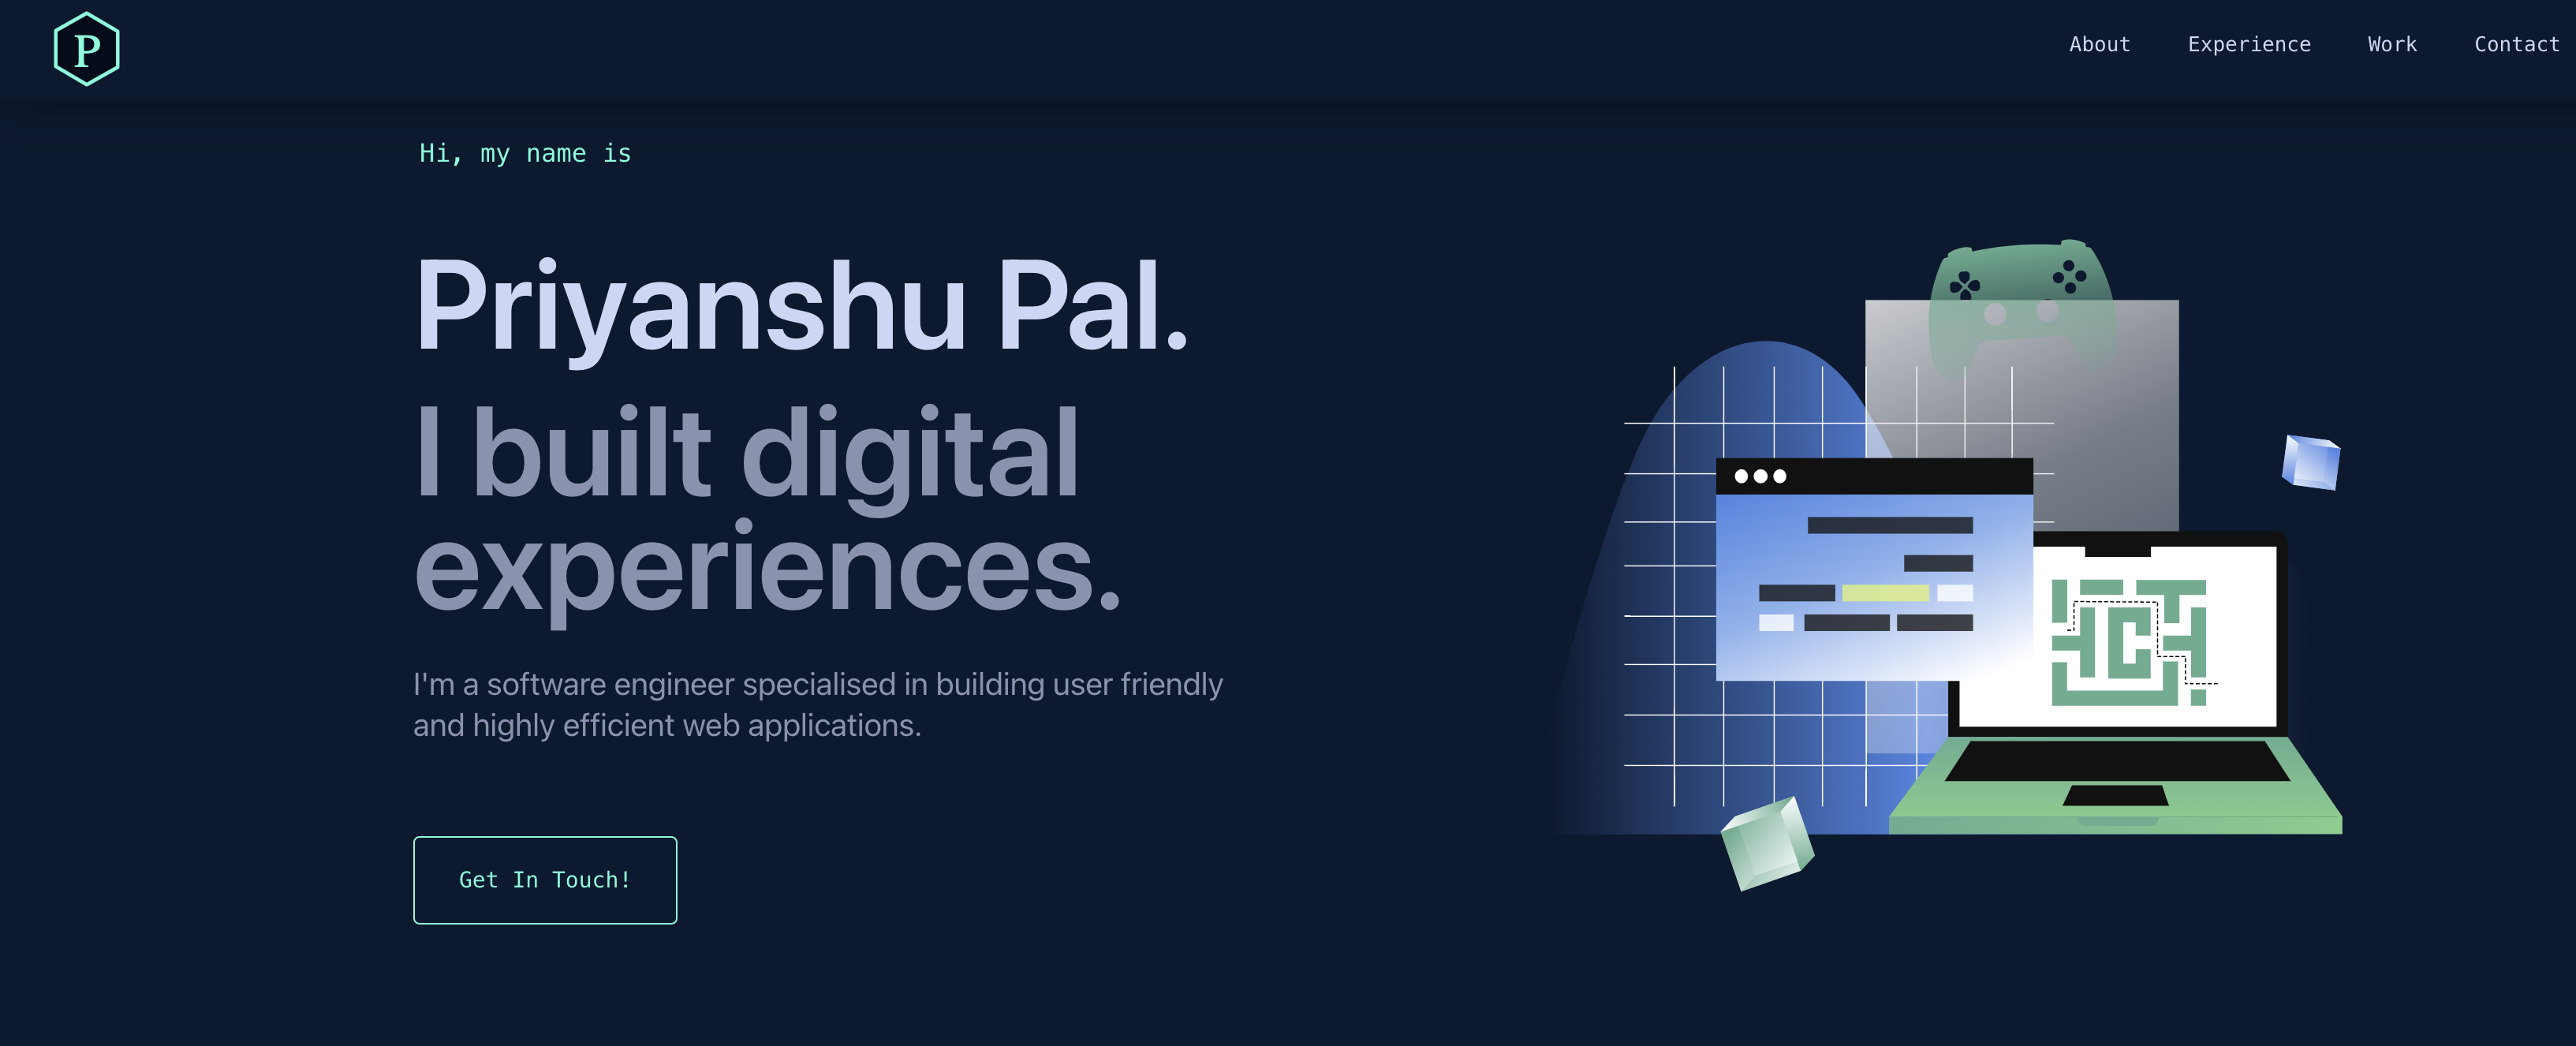 P
About Experience Work Contact
Hi, my name is
Priyanshu Pal.
I built digital
experiences.
I'm a software engineer specialised in building user friendly
and highly efficient web applications.
Get In Touch!